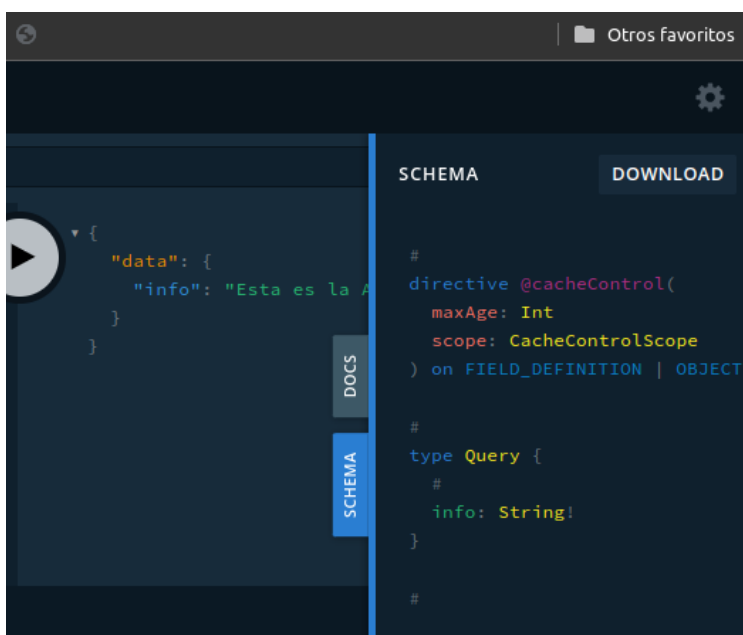 Otros favoritos
{
"data": {
"info": "Esta es la
}
}
DOCS
SCHEMA
SCHEMA
DOWNLOAD
#
directive @cacheControl(
maxAge: Int
scope: CacheControlScope
) on FIELD_DEFINITION | OBJECT
#
type Query {
#
info: String!
}
#